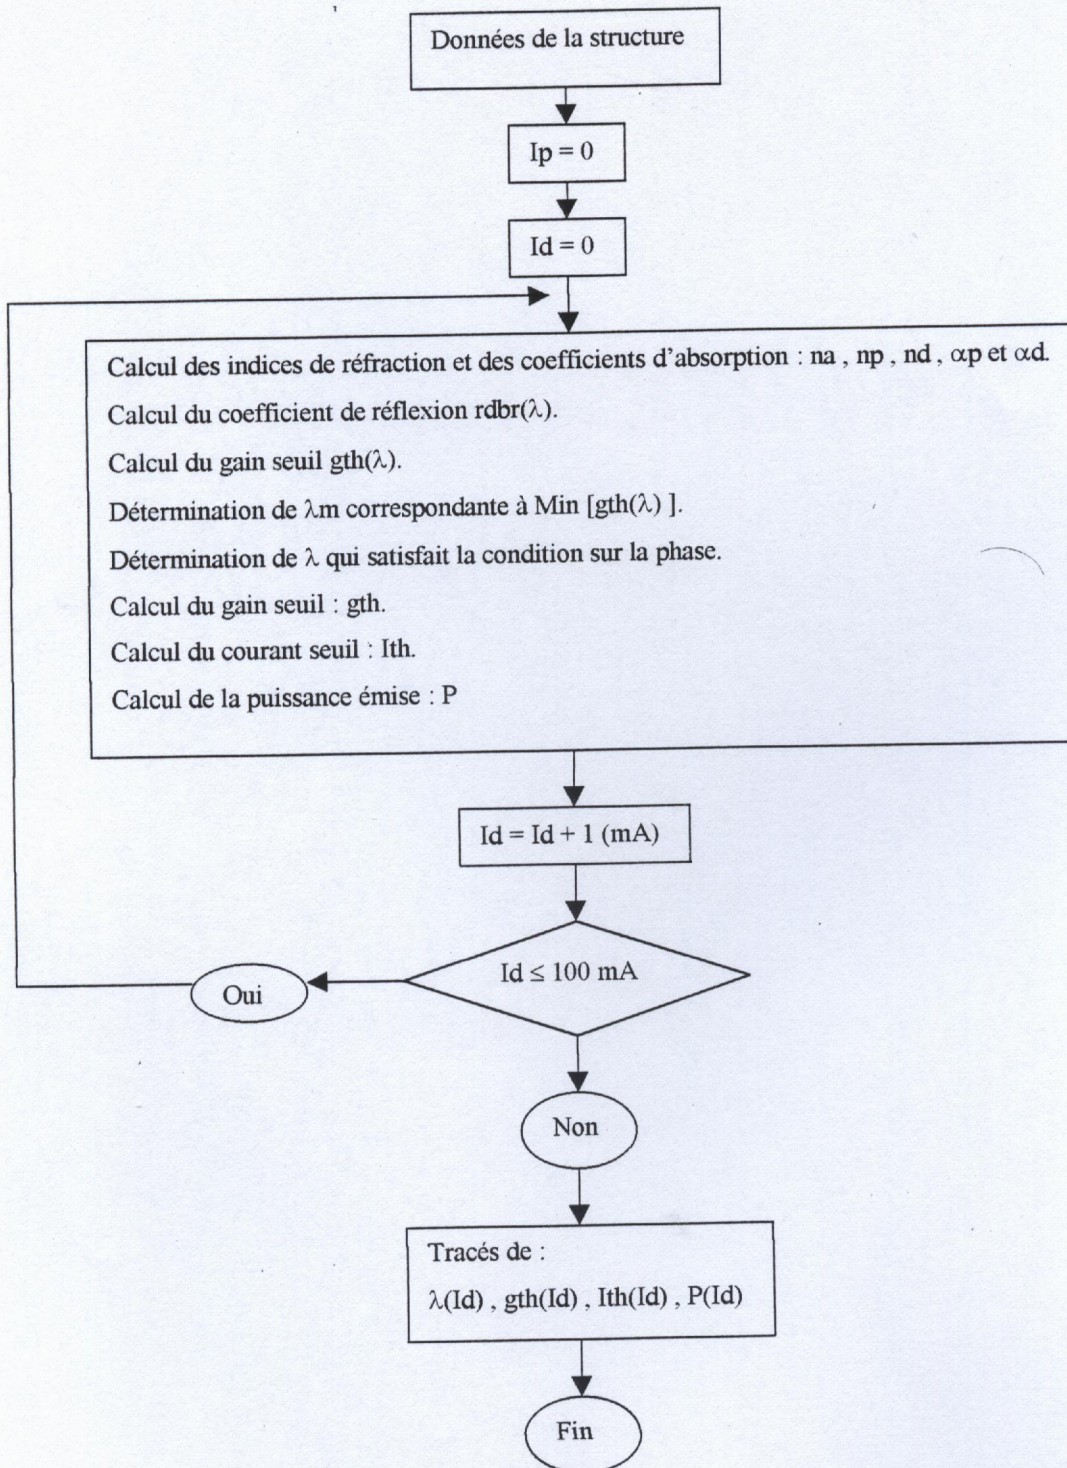 Données de la structure
Ip = 0
Id = 0
Calcul des indices de réfraction et des coefficients d'absorption : na , np , nd , αp et αd.
Calcul du coefficient de réflexion rdbr(λ).
Calcul du gain seuil gth(λ).
Détermination de λm correspondante à Min [gth(λ) ].
Détermination de λ qui satisfait la condition sur la phase.
Calcul du gain seuil : gth.
Calcul du courant seuil : Ith.
Calcul de la puissance émise : P
Id = Id + 1 (mA)
Id ≤ 100 mA
Oui
Non
Tracés de :
λ(Id) , gth(Id) , Ith(Id) , P(Id)
Fin